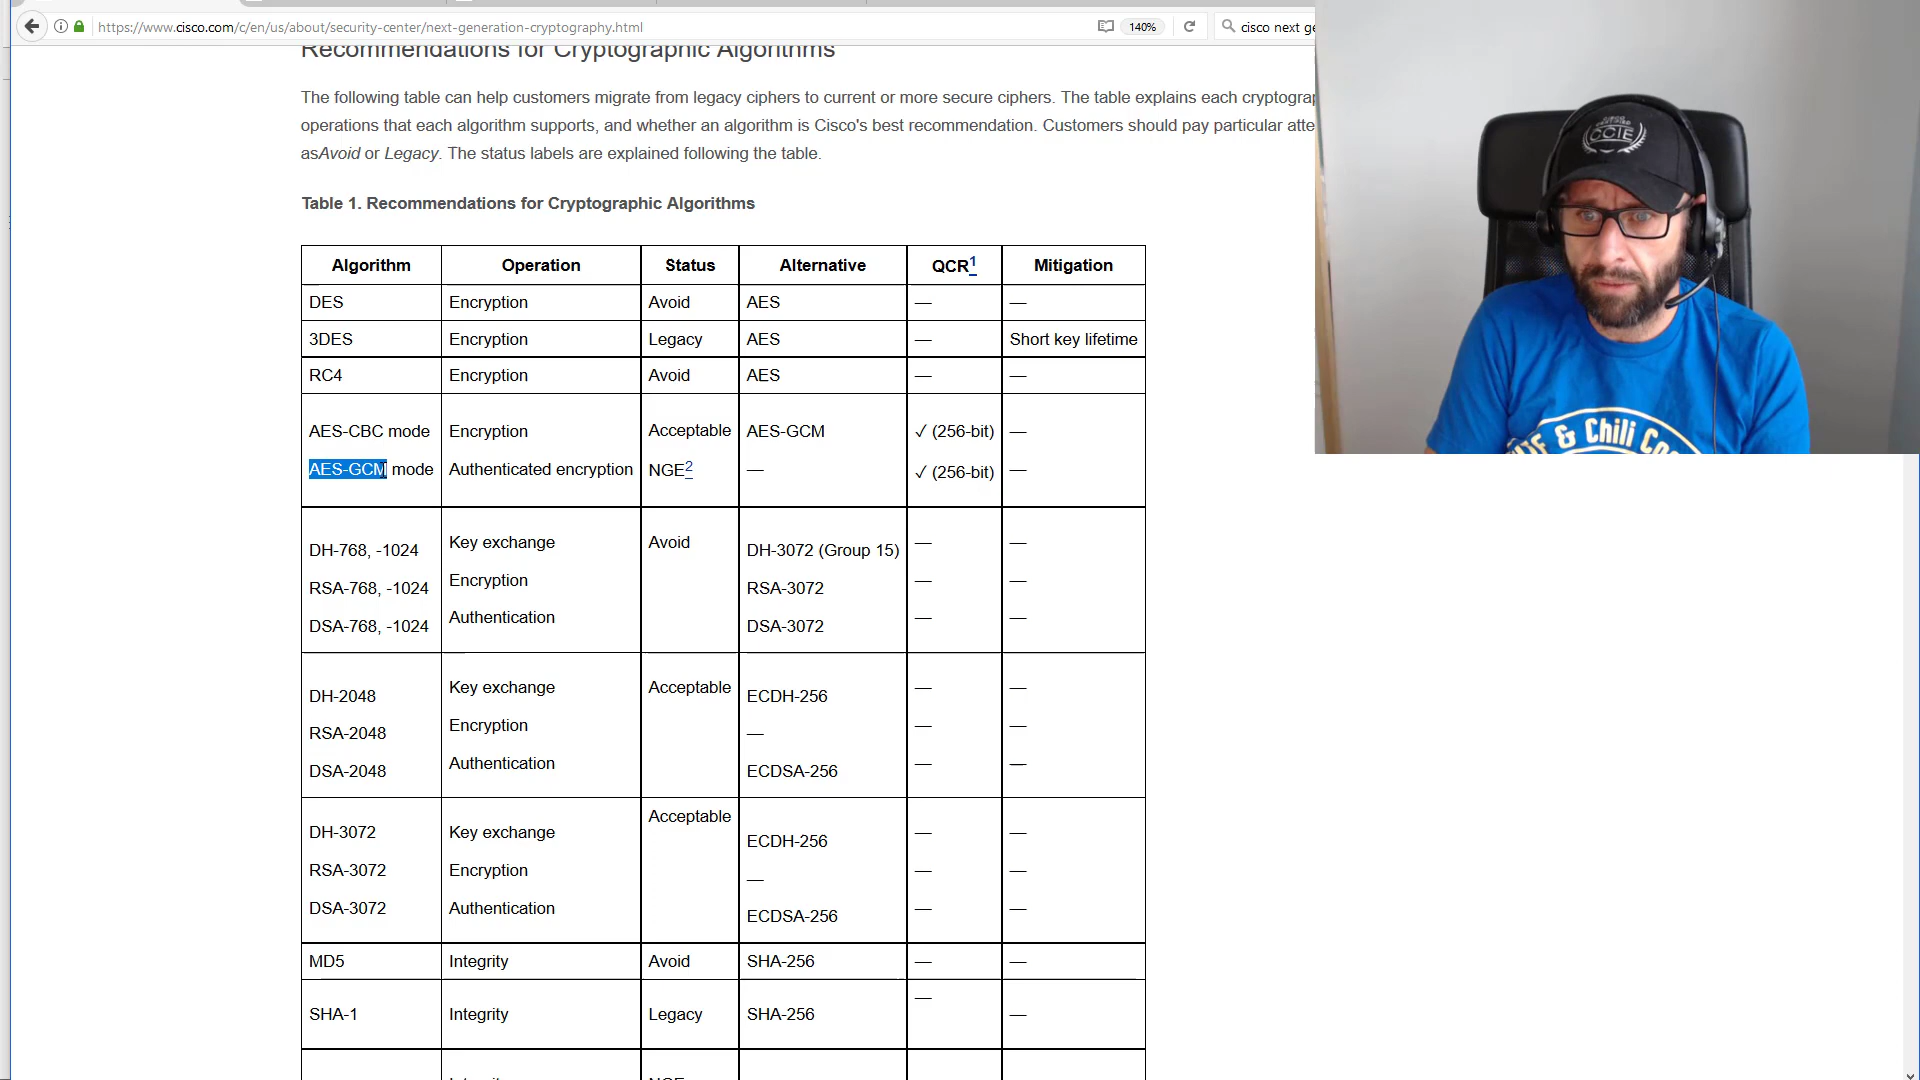 https://www.cisco.com/c/en/us/about/security-center/next-generation-cryptography.html
140%
cisco next ge
Recommendations for Cryptographic Algorithms
The following table can help customers migrate from legacy ciphers to current or more secure ciphers. The table explains each cryptograp
operations that each algorithm supports, and whether an algorithm is Cisco's best recommendation. Customers should pay particular atte
asAvoid or Legacy. The status labels are explained following the table.
Table 1. Recommendations for Cryptographic Algorithms
Algorithm Operation Status Alternative QCR1 Mitigation
DES Encryption Avoid AES — —
3DES Encryption Legacy AES — Short key lifetime
RC4 Encryption Avoid AES — —
AES-CBC mode Encryption Acceptable AES-GCM ✓ (256-bit) —
AES-GCM mode Authenticated encryption NGE2 — ✓ (256-bit) —
DH-768, -1024 Key exchange Avoid DH-3072 (Group 15) — —
RSA-768, -1024 Encryption RSA-3072 — —
DSA-768, -1024 Authentication DSA-3072 — —
DH-2048 Key exchange Acceptable ECDH-256 — —
RSA-2048 Encryption — — —
DSA-2048 Authentication ECDSA-256 — —
DH-3072 Key exchange Acceptable ECDH-256 — —
RSA-3072 Encryption — — —
DSA-3072 Authentication ECDSA-256 — —
MD5 Integrity Avoid SHA-256 — —
SHA-1 Integrity Legacy SHA-256 — —
CCIE
& Chili